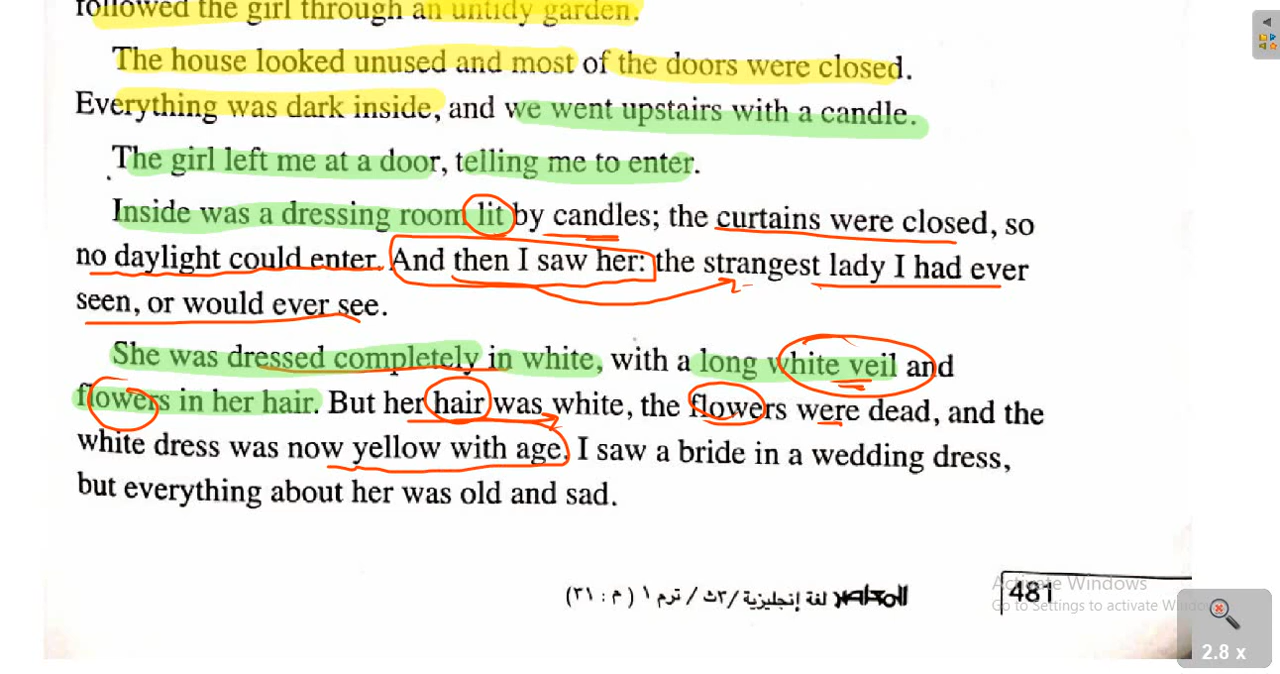 followed the girl through an untidy garden.
The house looked unused and most of the doors were closed.
Everything was dark inside, and we went upstairs with a candle.
The girl left me at a door, telling me to enter.
Inside was a dressing room lit by candles; the curtains were closed, so
no daylight could enter. And then I saw her: the strangest lady I had ever
seen, or would ever see.
She was dressed completely in white, with a long white veil and
flowers in her hair. But her hair was white, the flowers were dead, and the
white dress was now yellow with age. I saw a bride in a wedding dress,
but everything about her was old and sad.
المعاصر لغة إنجليزية /٣ث / ترم ١ (م : ٣١)
481
Activate Windows
Go to Settings to activate Windows
2.8 x